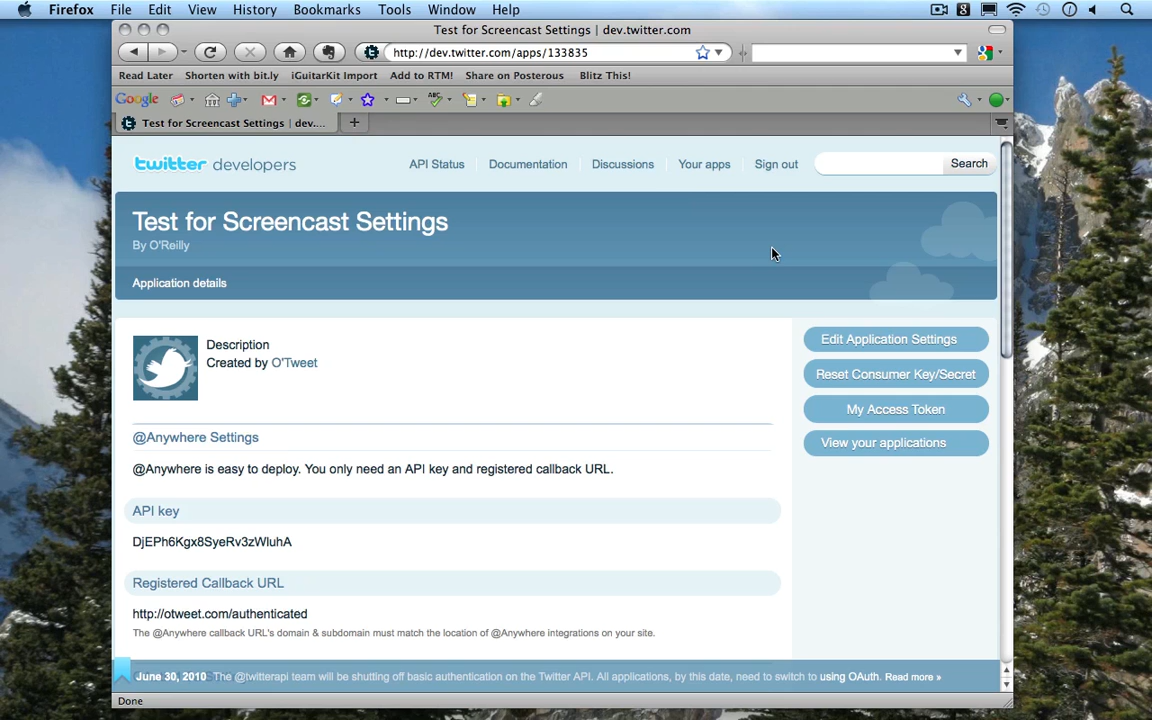 Firefox File Edit View History Bookmarks Tools Window Help
Test for Screencast Settings | dev.twitter.com
http://dev.twitter.com/apps/133835
Read Later Shorten with bit.ly iGuitarKit Import Add to RTM! Share on Posterous Blitz This!
Google
Test for Screencast Settings | dev....
twitter developers API Status Documentation Discussions Your apps Sign out Search
Test for Screencast Settings
By O'Reilly
Application details
Description
Created by O'Tweet
Edit Application Settings
Reset Consumer Key/Secret
My Access Token
View your applications
@Anywhere Settings
@Anywhere is easy to deploy. You only need an API key and registered callback URL.
API key
DjEPh6Kgx8SyeRv3zWluhA
Registered Callback URL
http://otweet.com/authenticated
The @Anywhere callback URL's domain & subdomain must match the location of @Anywhere integrations on your site.
June 30, 2010 The @twitterapi team will be shutting off basic authentication on the Twitter API. All applications, by this date, need to switch to using OAuth. Read more »
Done